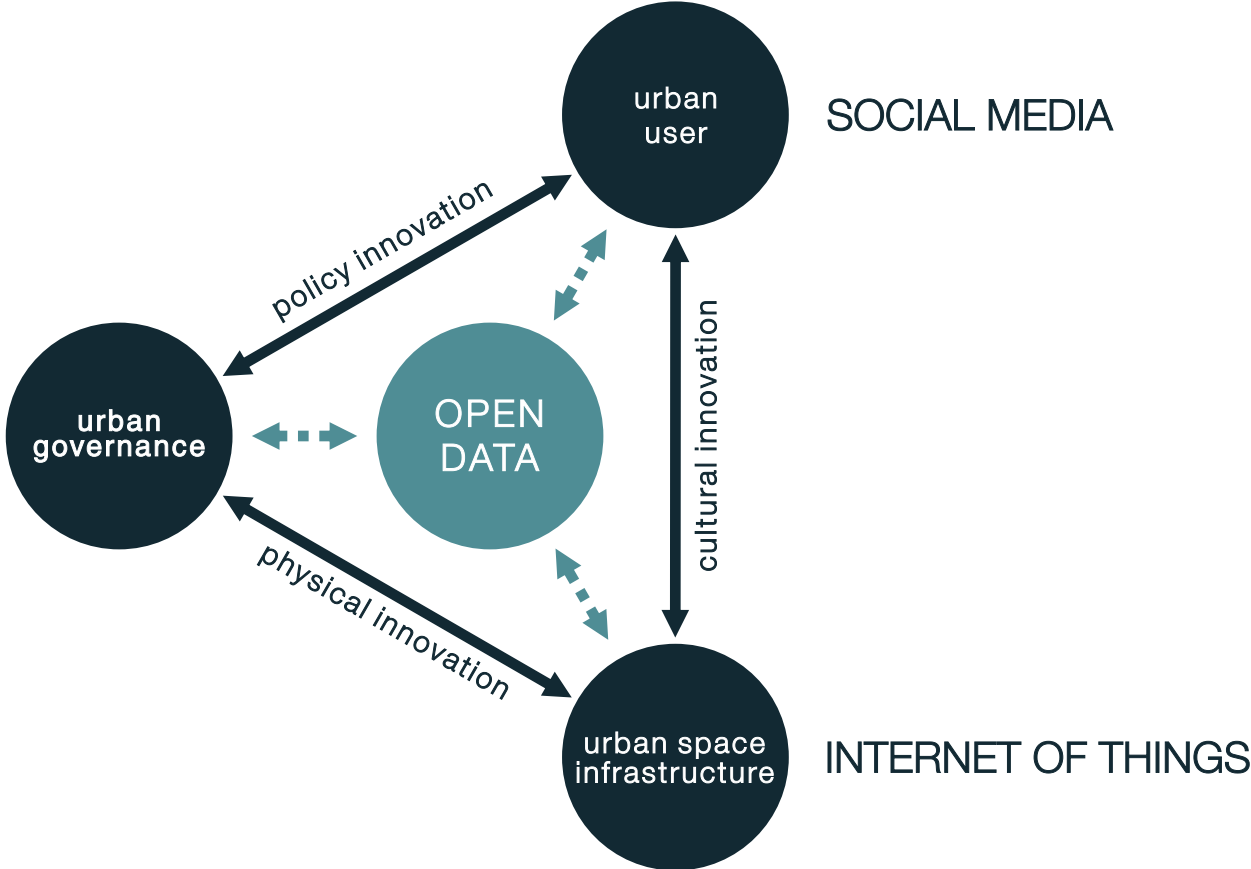 urban
user
SOCIAL MEDIA
policy innovation
urban
governance
OPEN
DATA
cultural innovation
physical innovation
urban space
infrastructure
INTERNET OF THINGS